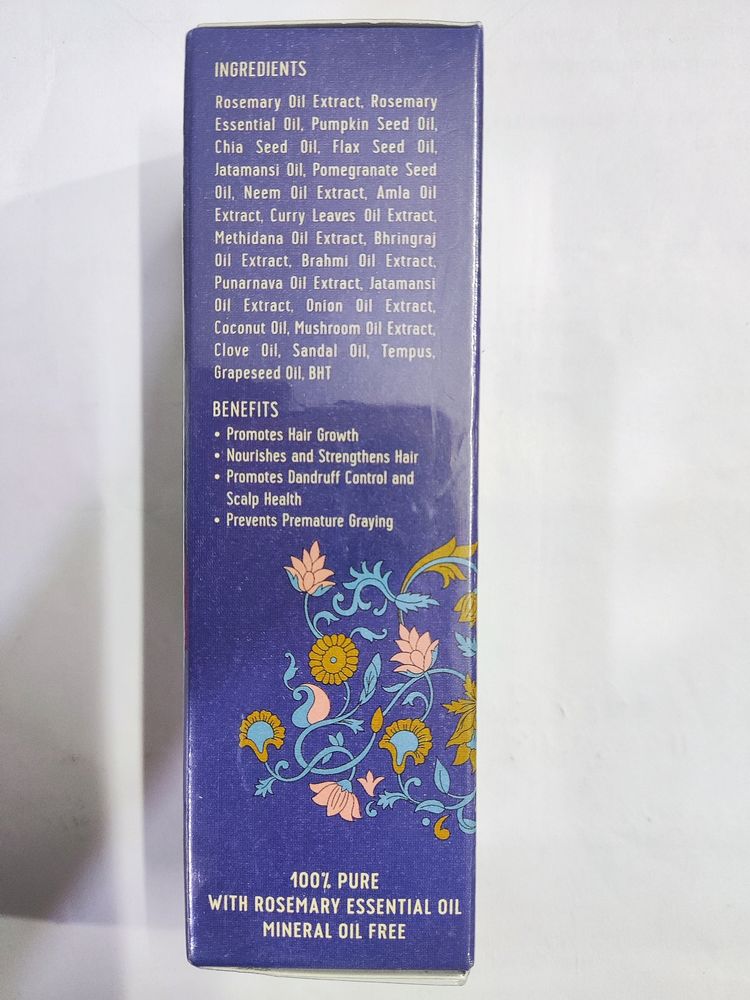 INGREDIENTS
Rosemary Oil Extract, Rosemary
Essential Oil, Pumpkin Seed Oil,
Chia Seed Oil, Flax Seed Oil,
Jatamansi Oil, Pomegranate Seed
Oil, Neem Oil Extract, Amla Oil
Extract, Curry Leaves Oil Extract,
Methidana Oil Extract, Bhringraj
Oil Extract, Brahmi Oil Extract,
Punarnava Oil Extract, Jatamansi
Oil Extract, Onion Oil Extract,
Coconut Oil, Mushroom Oil Extract,
Clove Oil, Sandal Oil, Tempus,
Grapeseed Oil, BHT
BENEFITS
• Promotes Hair Growth
• Nourishes and Strengthens Hair
• Promotes Dandruff Control and
Scalp Health
• Prevents Premature Graying
100% PURE
WITH ROSEMARY ESSENTIAL OIL
MINERAL OIL FREE